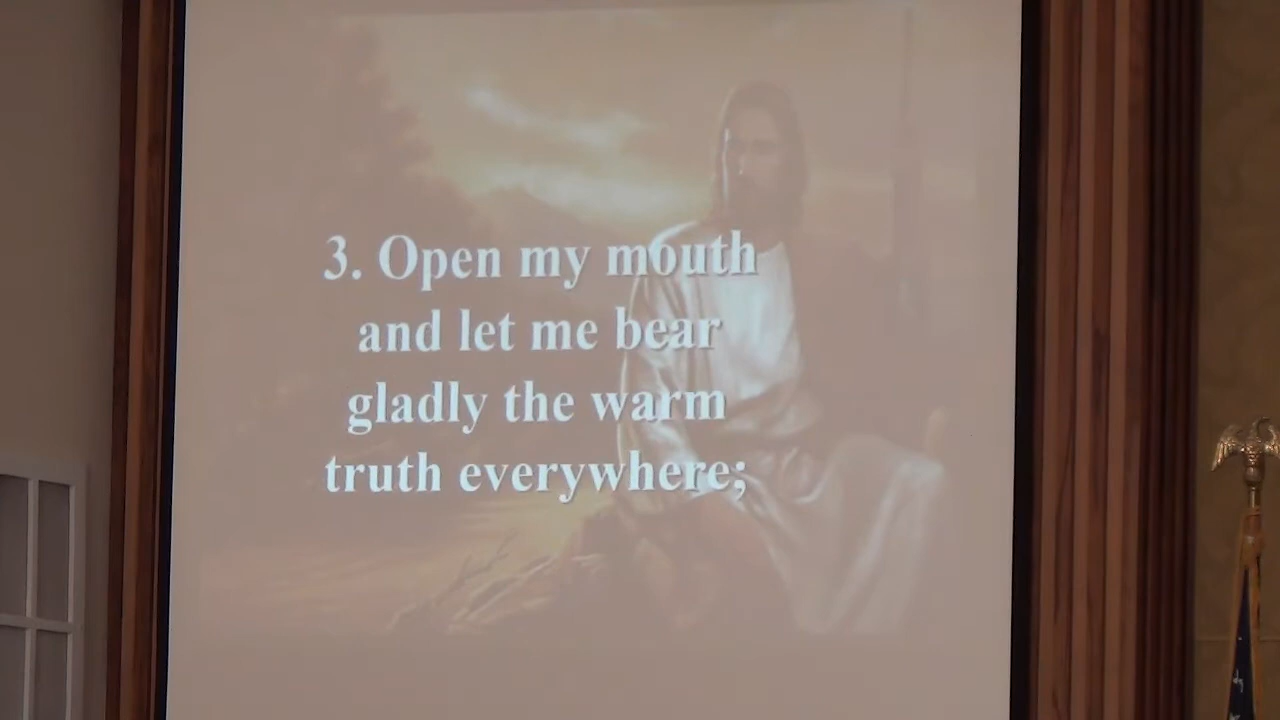 3. Open my mouth
and let me bear
gladly the warm
truth everywhere;